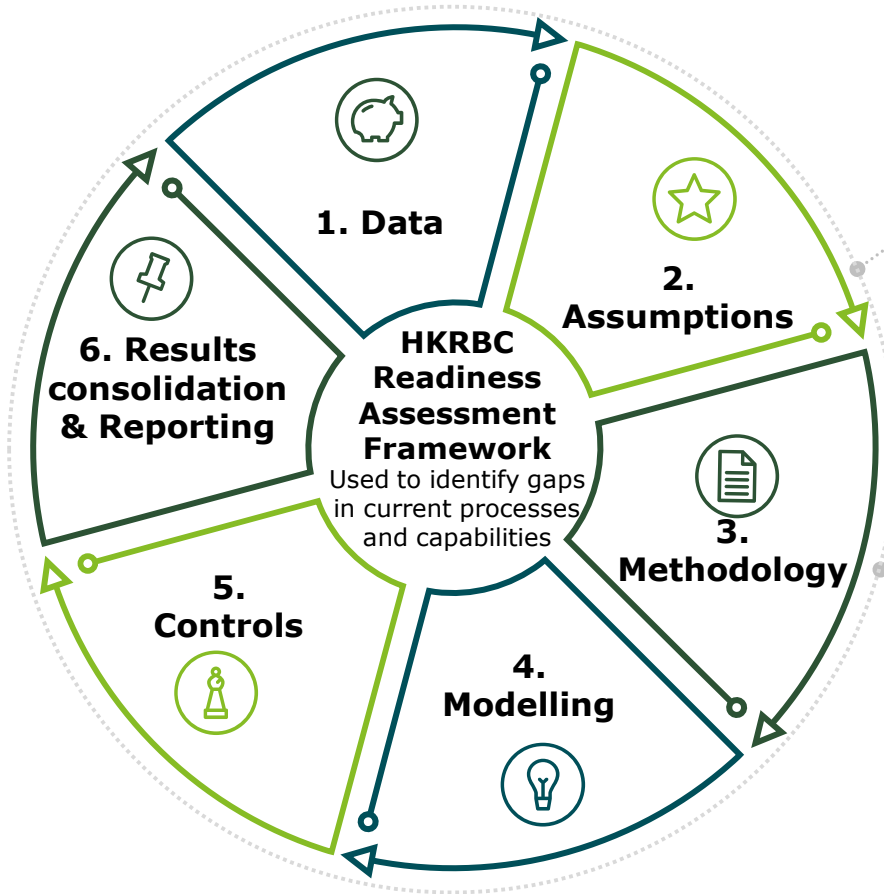 1. Data
2.
Assumptions
3.
Methodology
4.
Modelling
5.
Controls
6. Results
consolidation
& Reporting
HKRBC
Readiness
Assessment
Framework
Used to identify gaps
in current processes
and capabilities